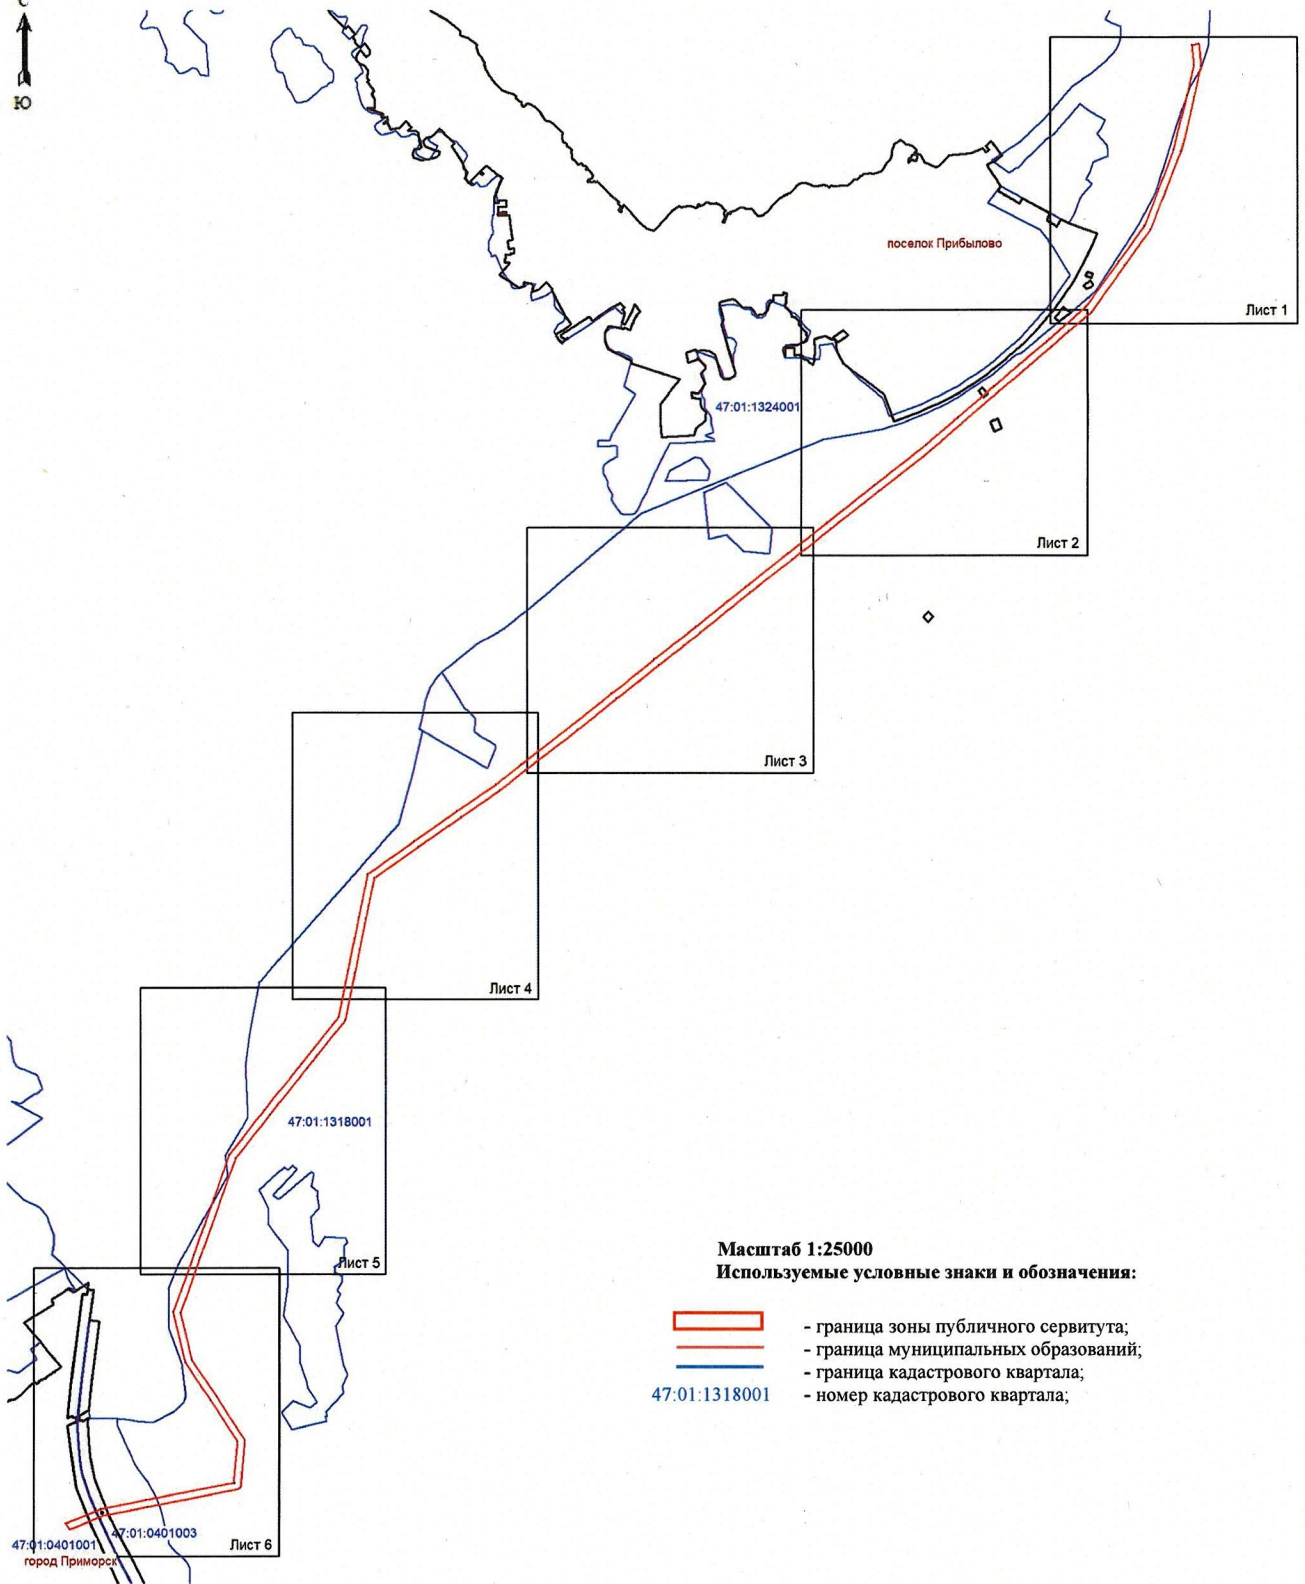 С
Ю
поселок Прибылово
Лист 1
47:01:1324001
Лист 2
Лист 3
Лист 4
47:01:1318001
Лист 5
Масштаб 1:25000
Используемые условные знаки и обозначения:
- граница зоны публичного сервитута;
- граница муниципальных образований;
- граница кадастрового квартала;
47:01:1318001 - номер кадастрового квартала;
47:01:0401003
47:01:0401001
Лист 6
город Приморск